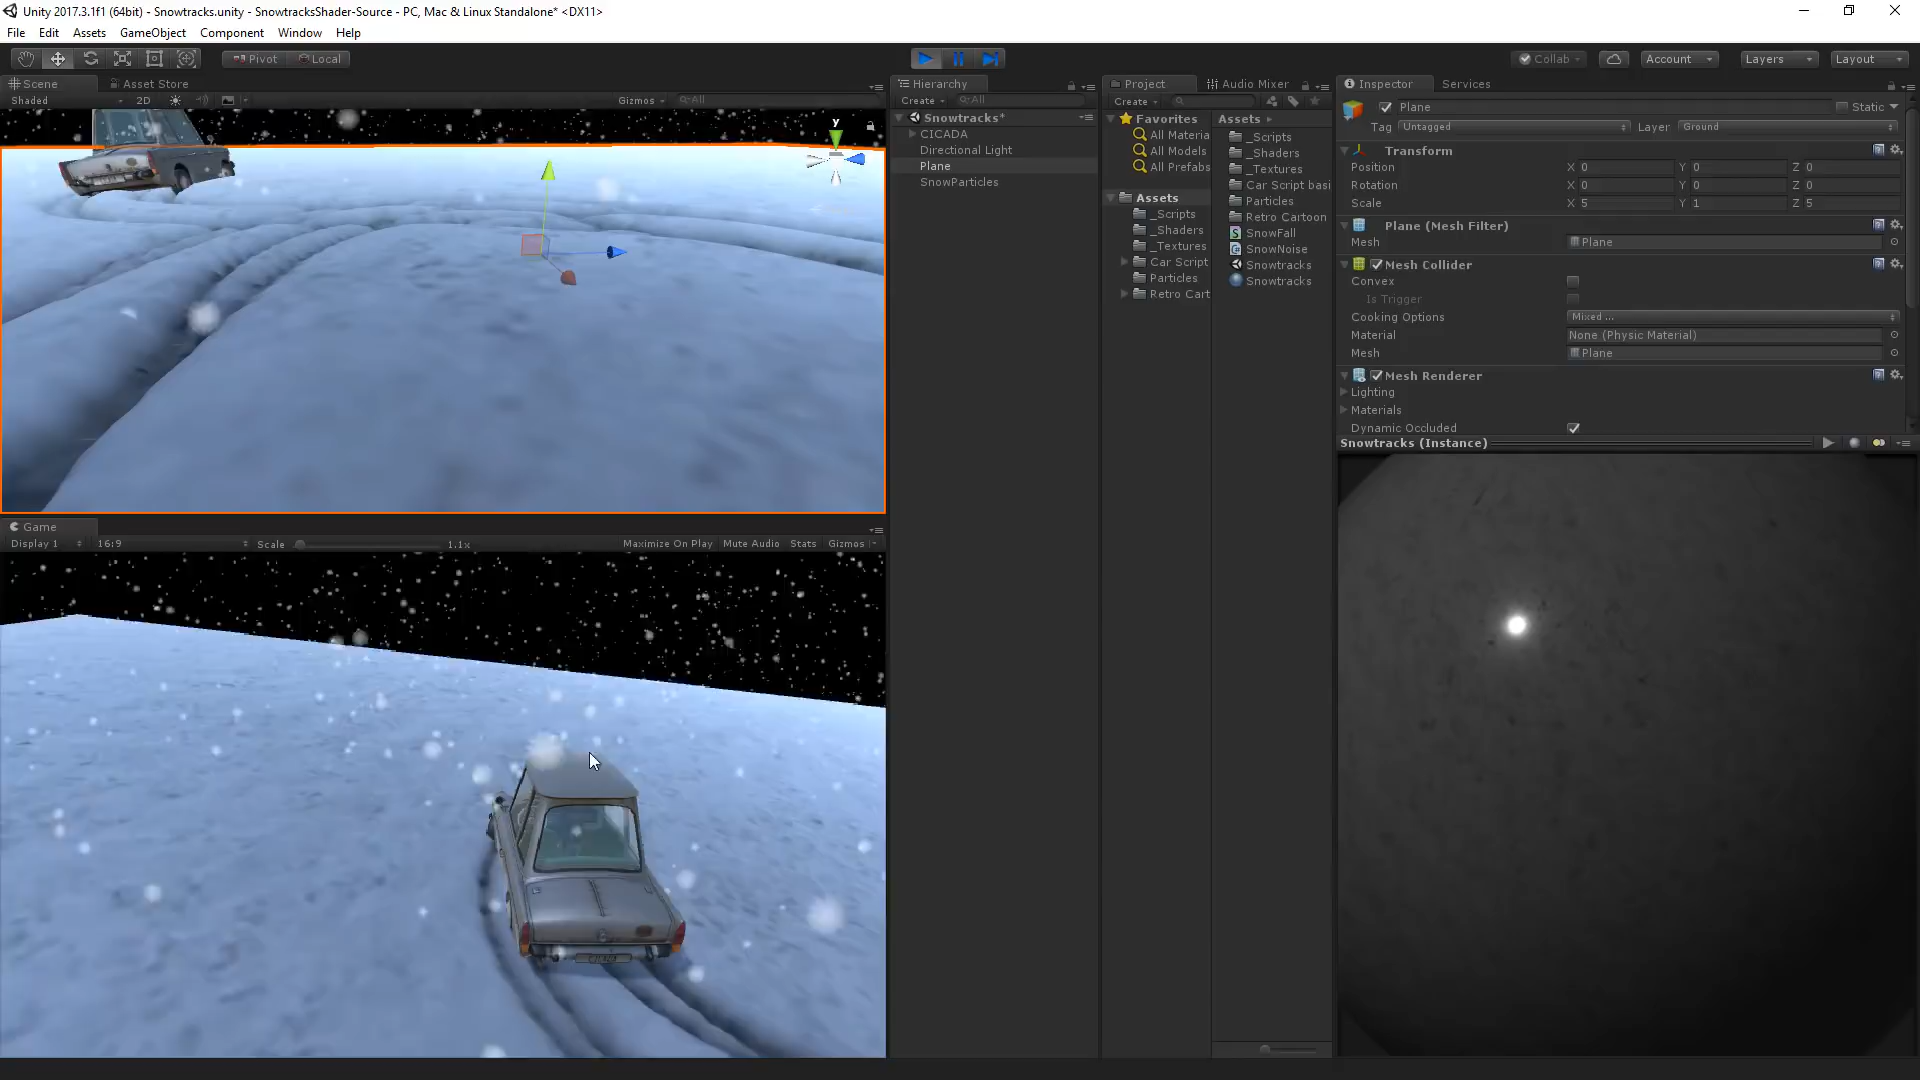 Unity 2017.3.1f1 (64bit) - Snowtracks.unity - SnowtracksShader-Source - PC, Mac & Linux Standalone* <DX11>
File Edit Assets GameObject Component Window Help
Pivot Local Collab Account Layers Layout
Scene Asset Store
Shaded 2D Gizmos All
y
Game
Display 1 16:9 Scale 1.1x Maximize On Play Mute Audio Stats Gizmos
Hierarchy
Create All
Snowtracks*
CICADA
Directional Light
Plane
SnowParticles
Project Audio Mixer
Create
Favorites
All Materia
All Models
All Prefabs
Assets
_Scripts
_Shaders
_Textures
Car Script
Particles
Retro Cart
Assets
_Scripts
_Shaders
_Textures
Car Script basi
Particles
Retro Cartoon
SnowFall
SnowNoise
Snowtracks
Snowtracks
Inspector Services
Plane Static
Tag Untagged Layer Ground
Transform
Position X 0 Y 0 Z 0
Rotation X 0 Y 0 Z 0
Scale X 5 Y 1 Z 5
Plane (Mesh Filter)
Mesh Plane
Mesh Collider
Convex
Is Trigger
Cooking Options Mixed ...
Material None (Physic Material)
Mesh Plane
Mesh Renderer
Lighting
Materials
Dynamic Occluded
Snowtracks (Instance)